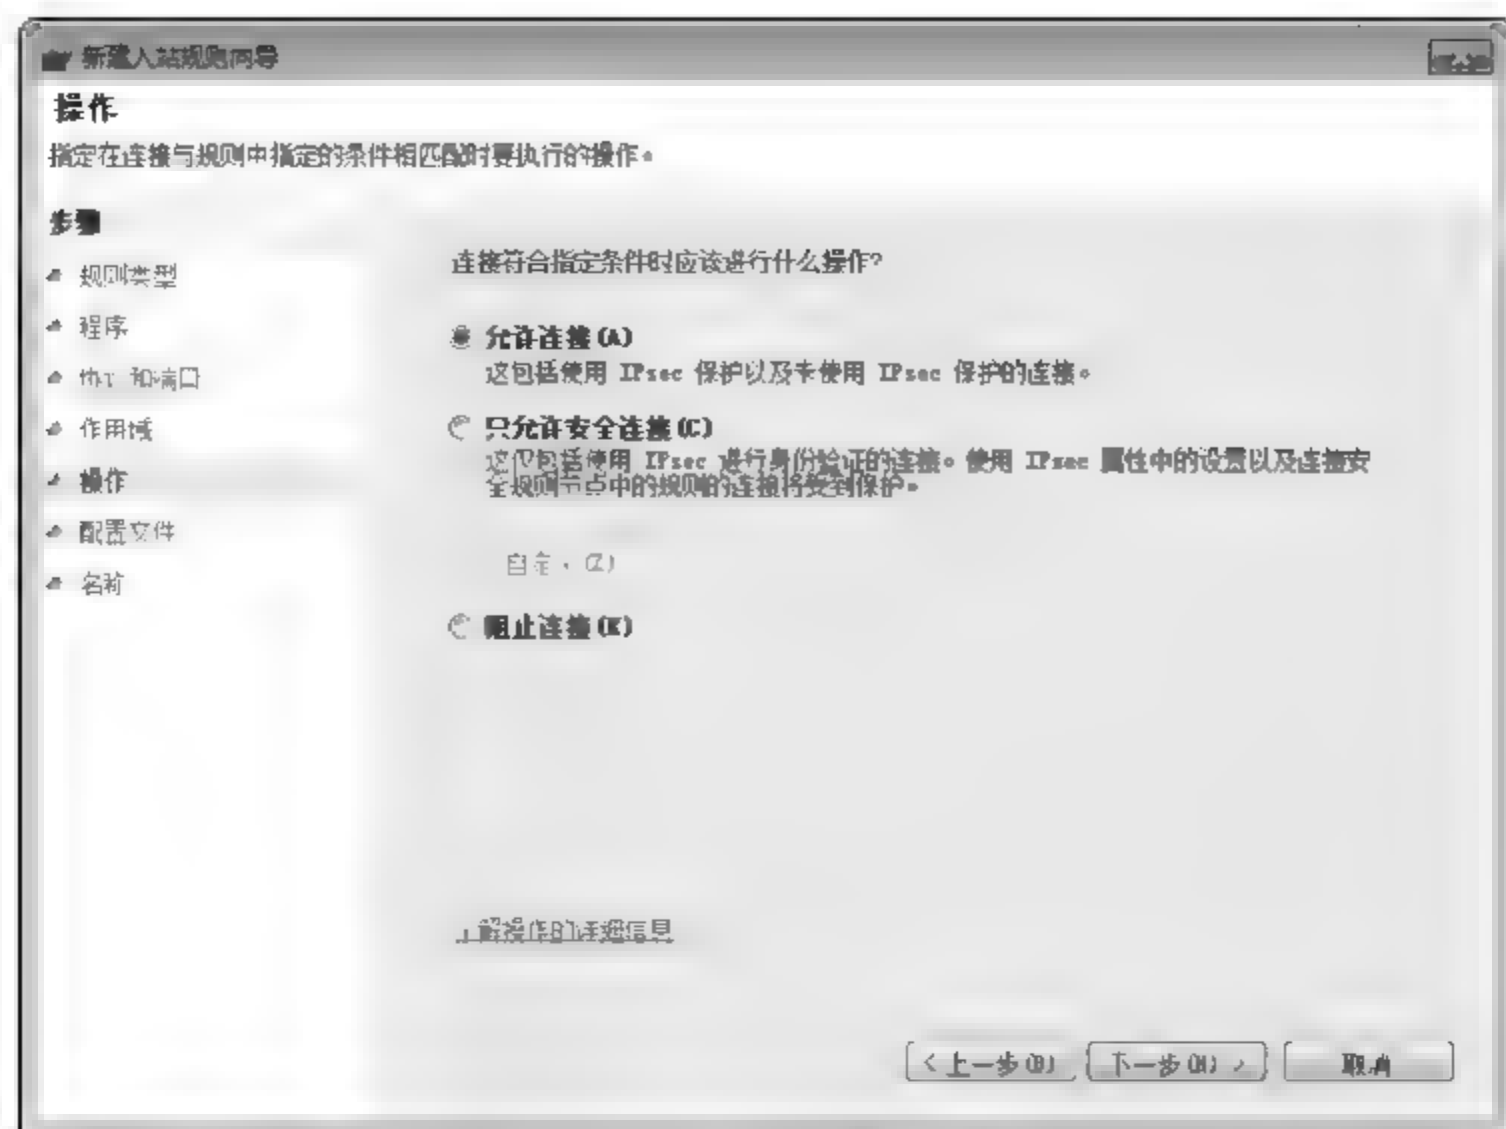 新建入站规则向导
操作
指定在连接与规则中指定的条件相匹配时要执行的操作。
步骤
规则类型
程序
协议和端口
作用域
操作
配置文件
名称
连接符合指定条件时应该进行什么操作?
允许连接(A)
这包括使用 IPsec 保护以及未使用 IPsec 保护的连接。
只允许安全连接(C)
这仅包括使用 IPsec 进行身份验证的连接。使用 IPsec 属性中的设置以及连接安
全规则节点中的规则的连接将受到保护。
自定义(Z)
阻止连接(K)
了解操作的详细信息
< 上一步(B)
下一步(N) >
取消